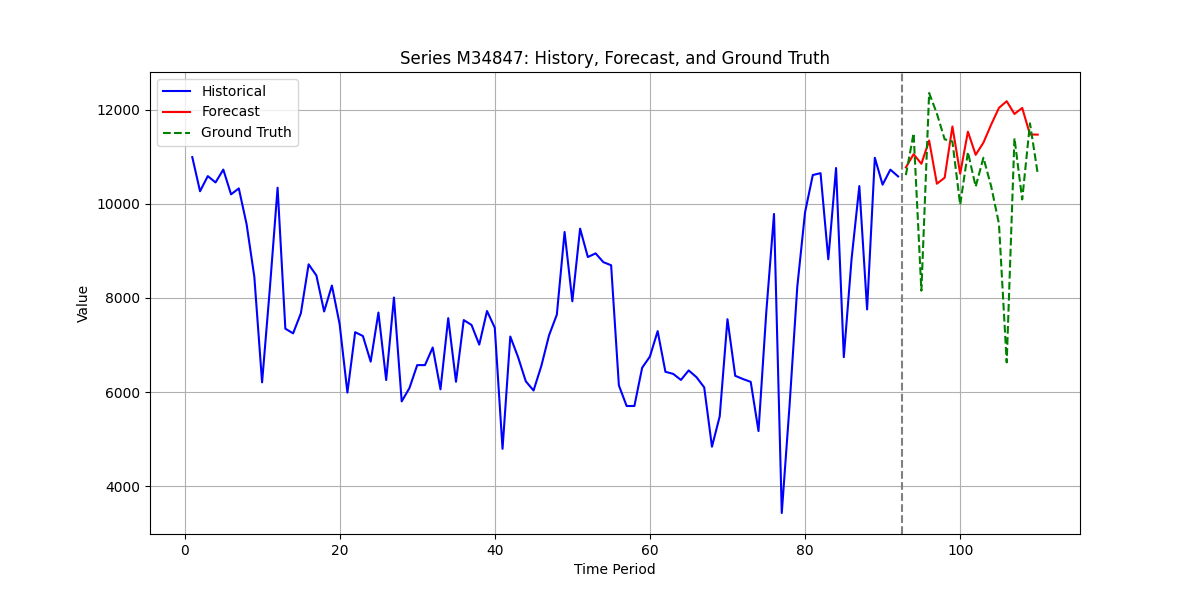 Series M34847: History, Forecast, and Ground Truth
Historical
Forecast
Ground Truth
12000
10000
8000
6000
4000
Value
0 20 40 60 80 100
Time Period